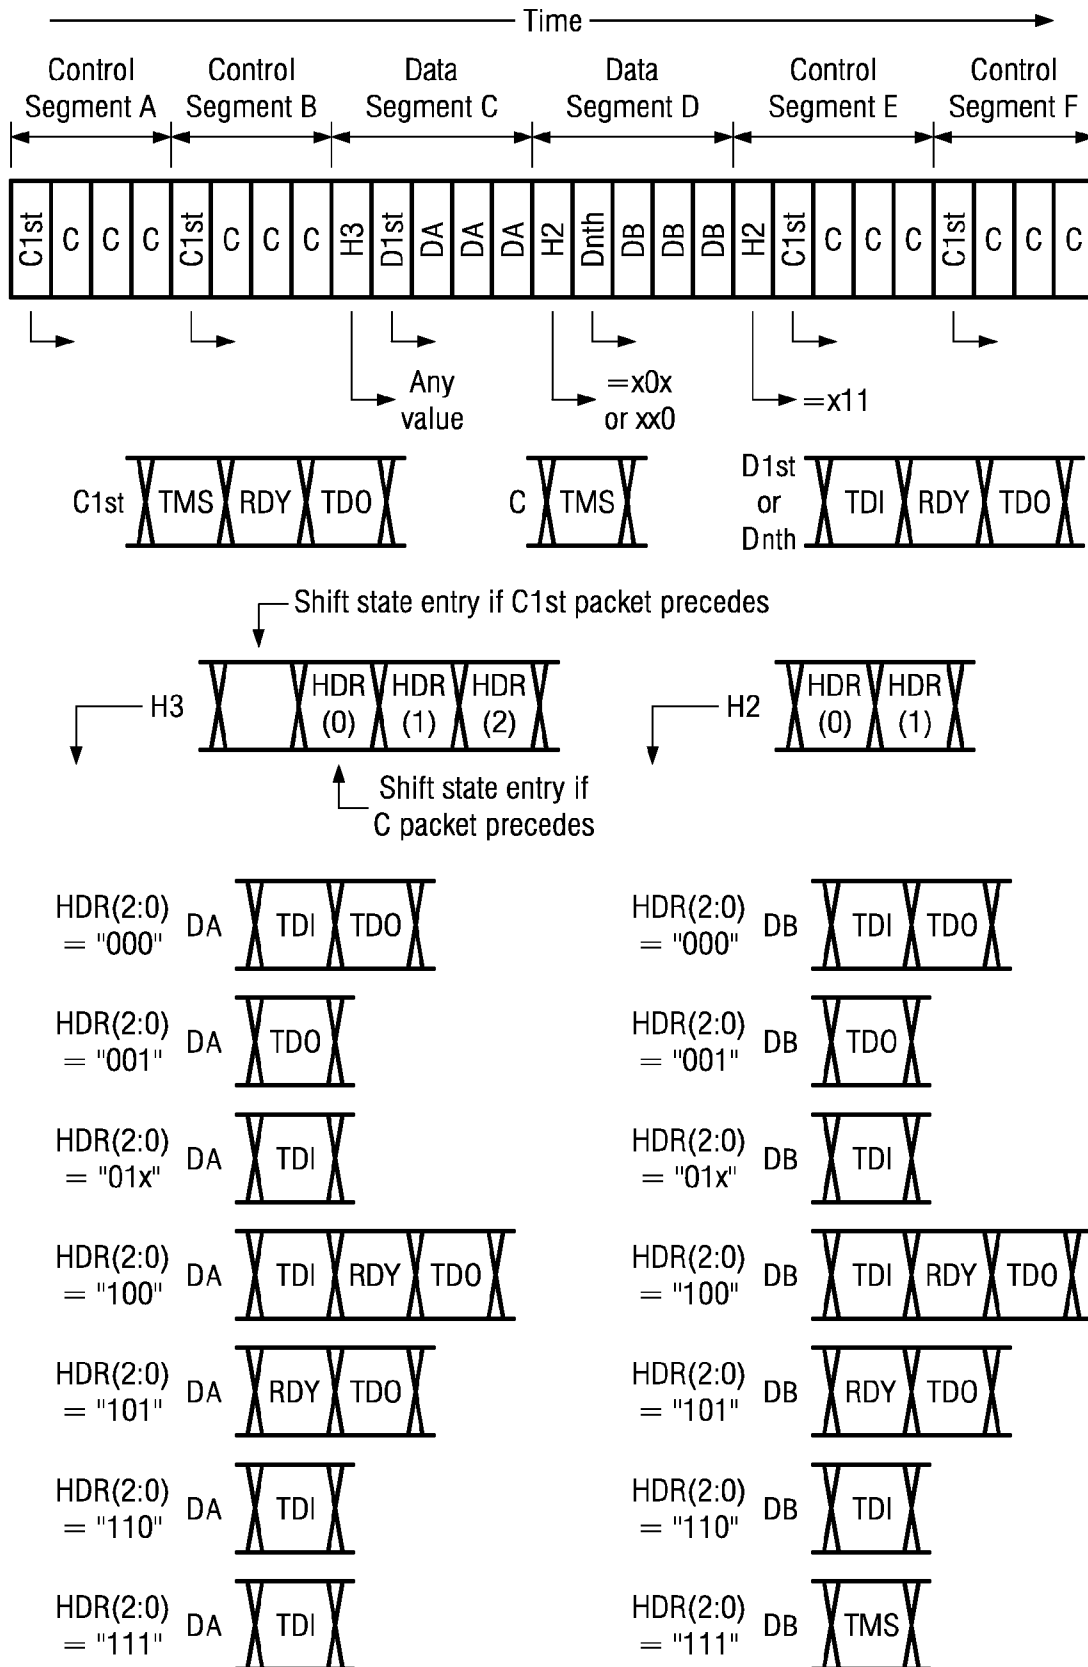 Time
Control Segment A
Control Segment B
Data Segment C
Data Segment D
Control Segment E
Control Segment F
C1st C C C C1st C C C H3 D1st DA DA DA H2 Dnth DB DB DB H2 C1st C C C C1st C C C
Any value
=x0x or xx0
=x11
C1st TMS RDY TDO
C TMS
D1st or Dnth TDI RDY TDO
Shift state entry if C1st packet precedes
H3 HDR (0) HDR (1) HDR (2)
H2 HDR (0) HDR (1)
Shift state entry if
C packet precedes
HDR(2:0) = "000" DA TDI TDO
HDR(2:0) = "000" DB TDI TDO
HDR(2:0) = "001" DA TDO
HDR(2:0) = "001" DB TDO
HDR(2:0) = "01x" DA TDI
HDR(2:0) = "01x" DB TDI
HDR(2:0) = "100" DA TDI RDY TDO
HDR(2:0) = "100" DB TDI RDY TDO
HDR(2:0) = "101" DA RDY TDO
HDR(2:0) = "101" DB RDY TDO
HDR(2:0) = "110" DA TDI
HDR(2:0) = "110" DB TDI
HDR(2:0) = "111" DA TDI
HDR(2:0) = "111" DB TMS